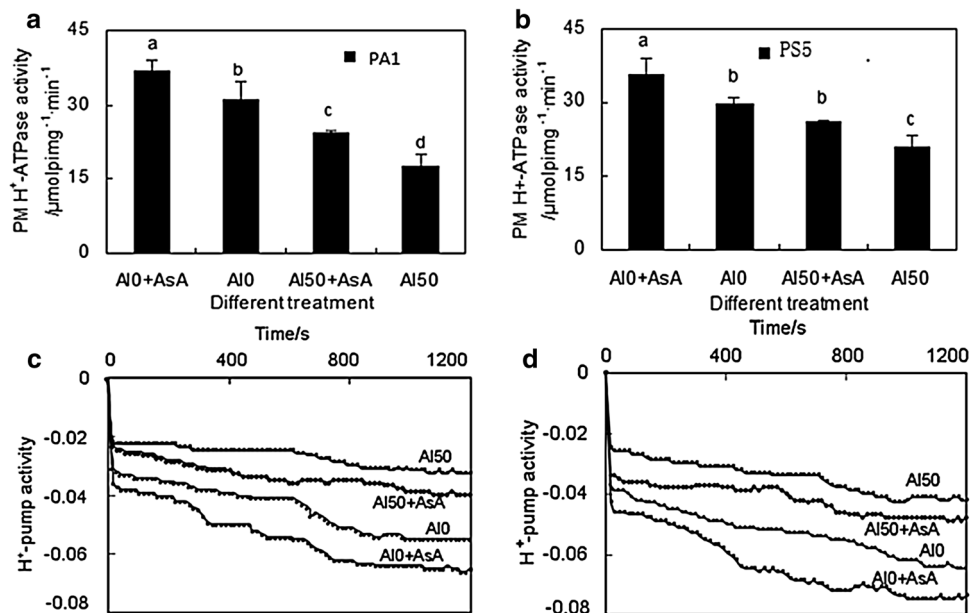 a
PM H⁺-ATPase activity
/µmolpimg⁻¹·min⁻¹
45
30
15
0
a
b
c
d
PA1
Al0+AsA Al0 Al50+AsA Al50
Different treatment
b
PM H+-ATPase activity
/µmolpimg⁻¹·min⁻¹
45
30
15
0
a
b
b
c
PS5
Al0+AsA Al0 Al50+AsA Al50
Different treatment
c
Time/s
0 400 800 1200
H⁺-pump activity
0
-0.02
-0.04
-0.06
-0.08
Al50
Al50+AsA
Al0
Al0+AsA
d
Time/s
0 400 800 1200
H⁺-pump activity
0
-0.02
-0.04
-0.06
-0.08
Al50
Al50+AsA
Al0
Al0+AsA